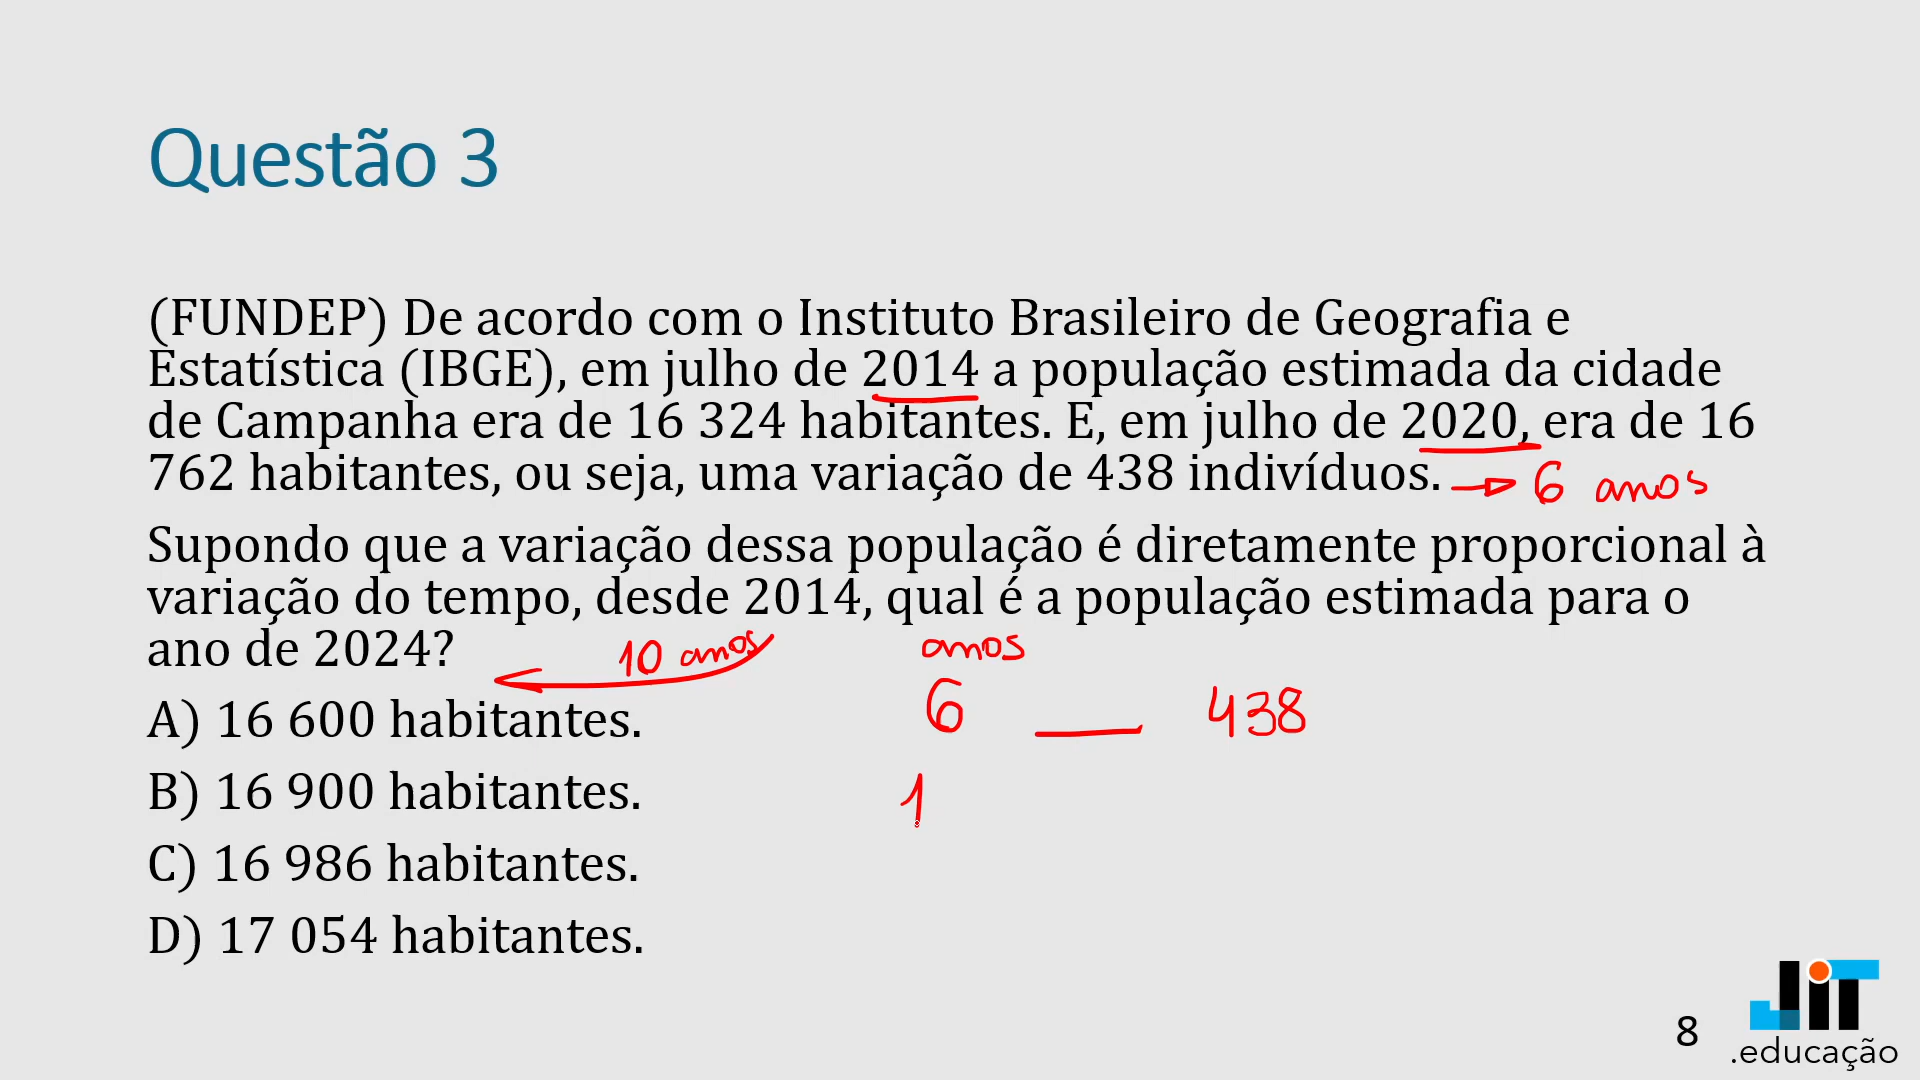 Questão 3
(FUNDEP) De acordo com o Instituto Brasileiro de Geografia e
Estatística (IBGE), em julho de 2014 a população estimada da cidade
de Campanha era de 16 324 habitantes. E, em julho de 2020, era de 16
762 habitantes, ou seja, uma variação de 438 indivíduos. 6 anos
Supondo que a variação dessa população é diretamente proporcional à
variação do tempo, desde 2014, qual é a população estimada para o
ano de 2024? 10 anos anos
6 438
A) 16 600 habitantes.
B) 16 900 habitantes. 1
C) 16 986 habitantes.
D) 17 054 habitantes.
8
JiT
.educação